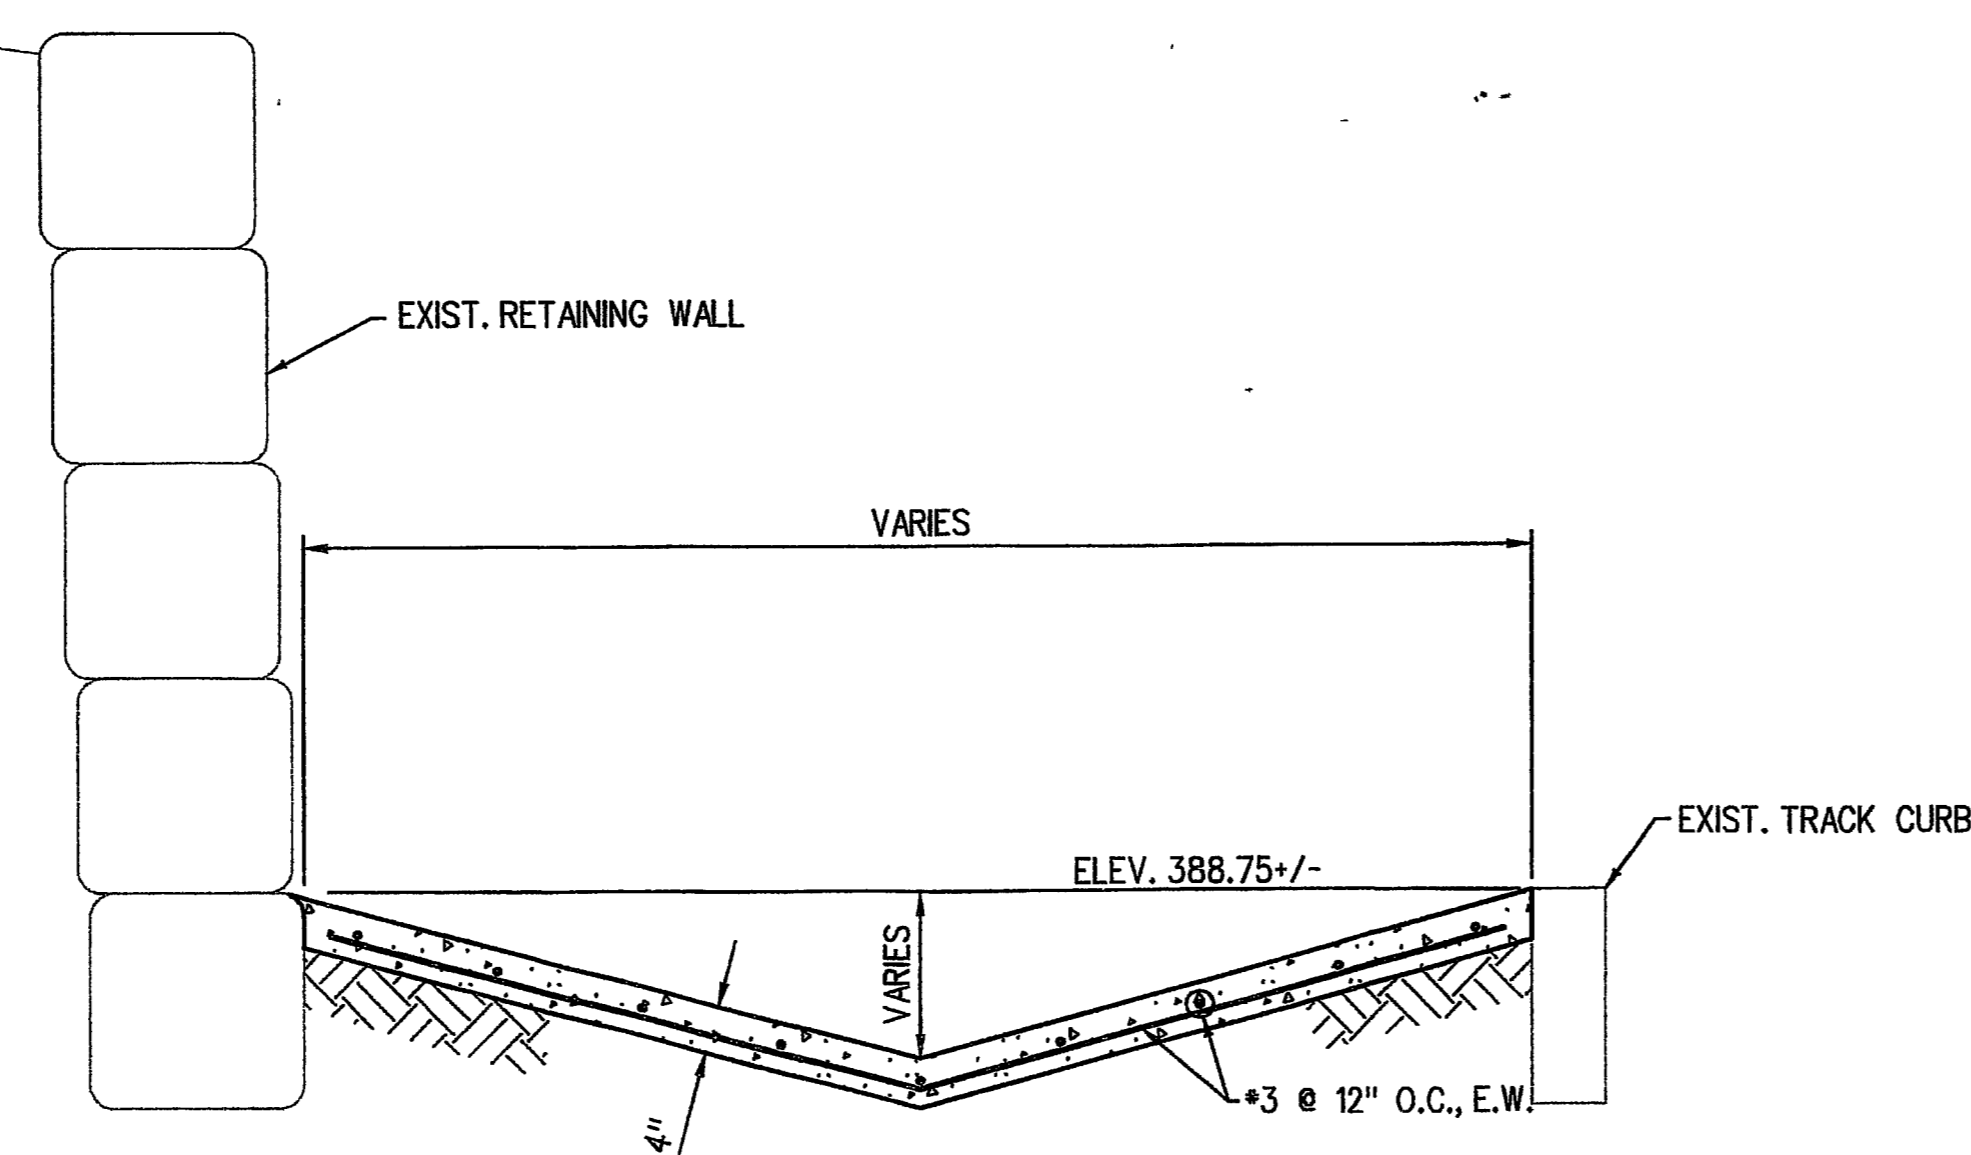 EXIST. RETAINING WALL
VARIES
EXIST. TRACK CURB
ELEV. 388.75+/-
VARIES
#3 @ 12" O.C., E.W.
4"